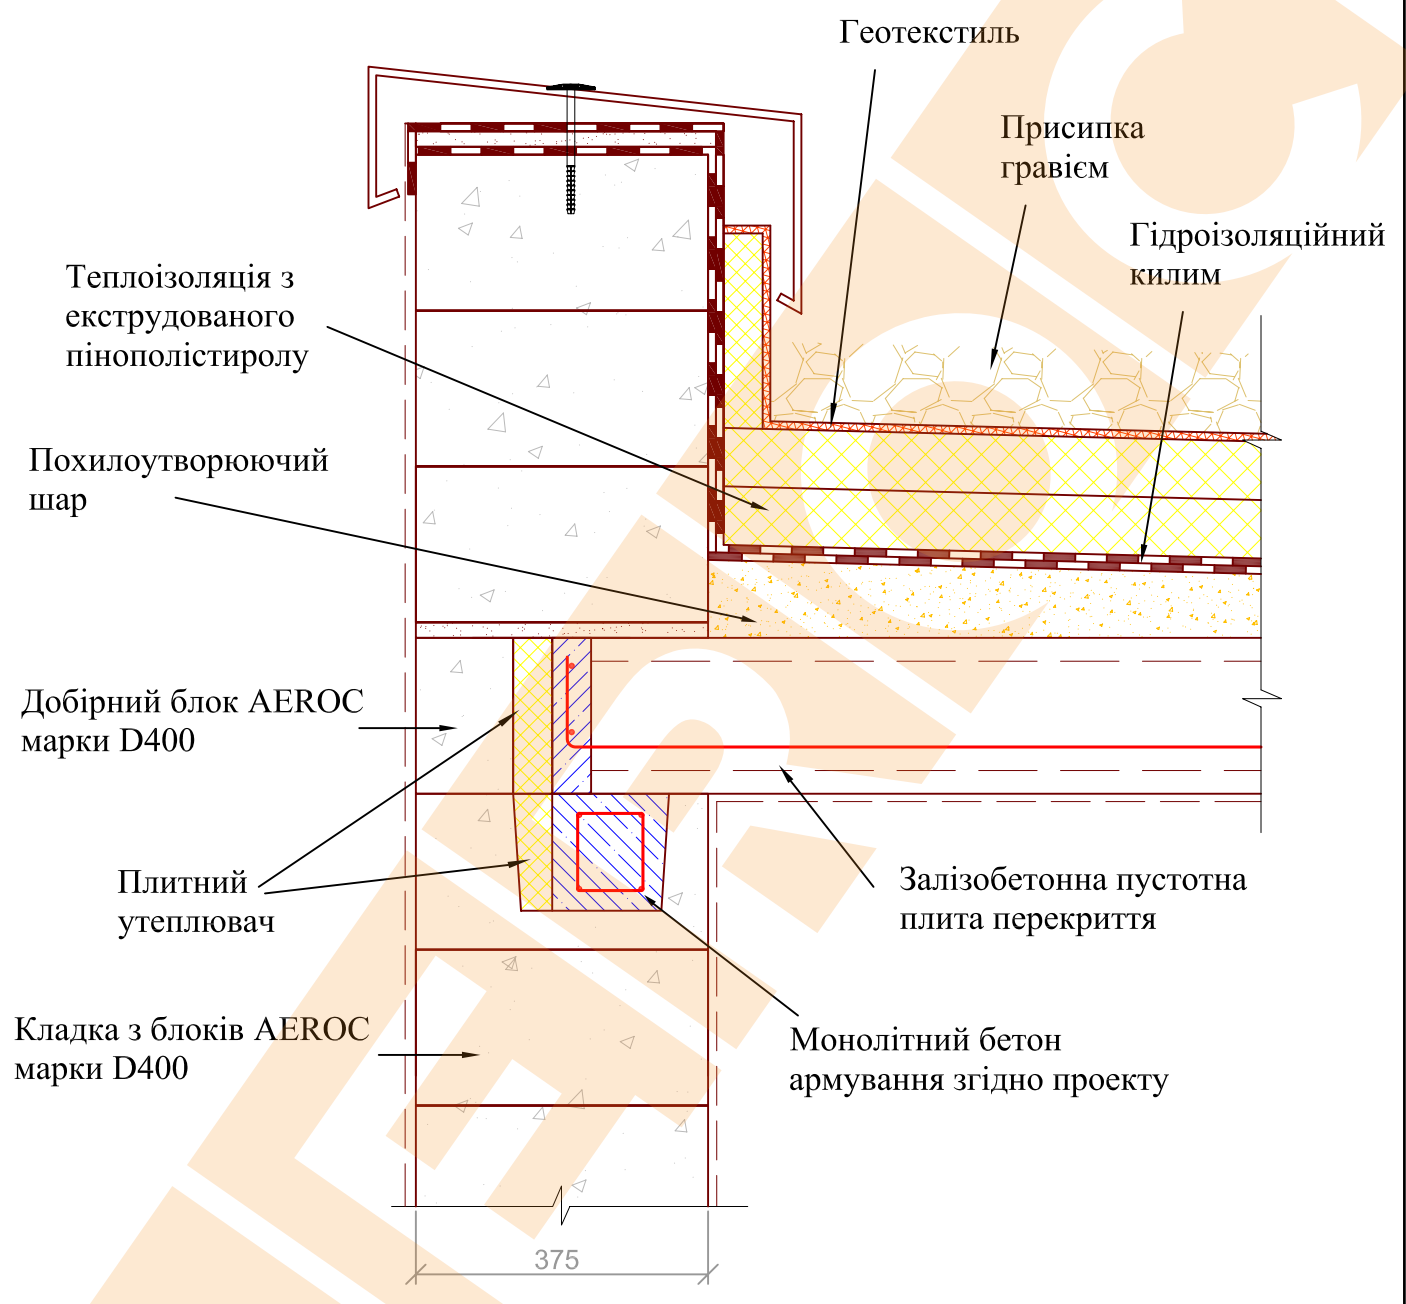 Геотекстиль
Присипка
гравієм
Гідроізоляційний
килим
Теплоізоляція з
екструдованого
пінополістиролу
Похилоутворюючий
шар
Добірний блок AEROC
марки D400
Плитний
утеплювач
Залізобетонна пустотна
плита перекриття
Кладка з блоків AEROC
марки D400
Монолітний бетон
армування згідно проекту
375
AEROC